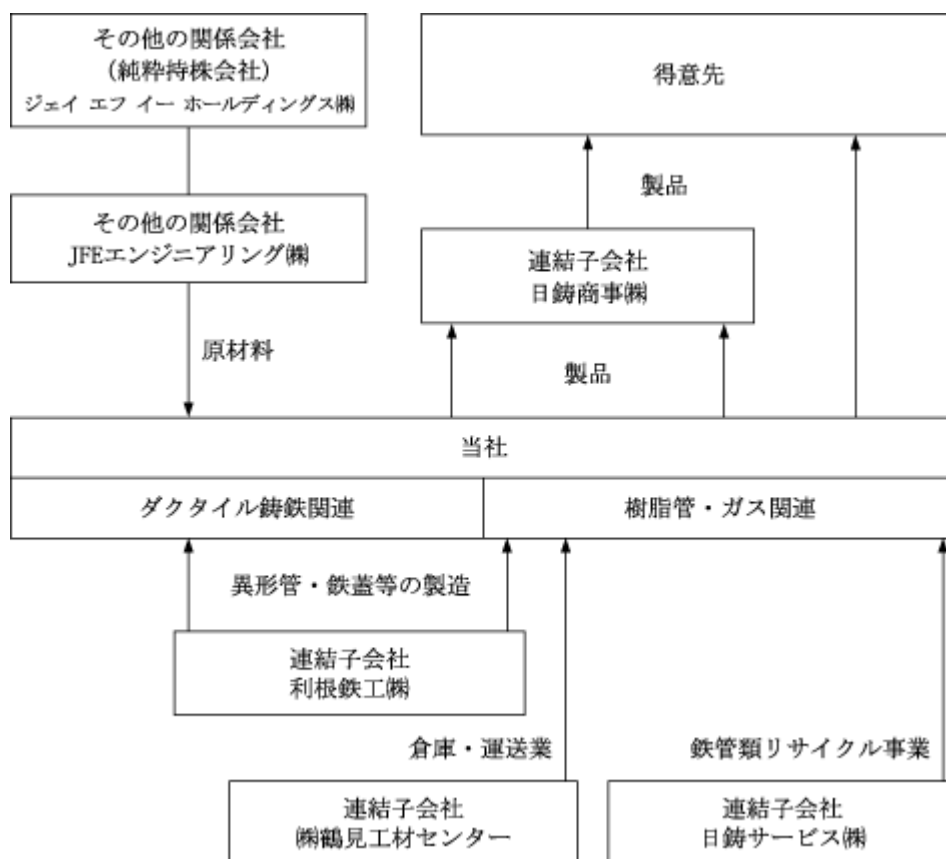 その他の関係会社
（純粋持株会社）
ジェイ エフ イー ホールディングス㈱
得意先
その他の関係会社
JFEエンジニアリング㈱
製品
連結子会社
日鋳商事㈱
原材料
製品
当社
ダクタイル鋳鉄関連
樹脂管・ガス関連
異形管・鉄蓋等の製造
連結子会社
利根鉄工㈱
倉庫・運送業
鉄管類リサイクル事業
連結子会社
㈱鶴見工材センター
連結子会社
日鋳サービス㈱